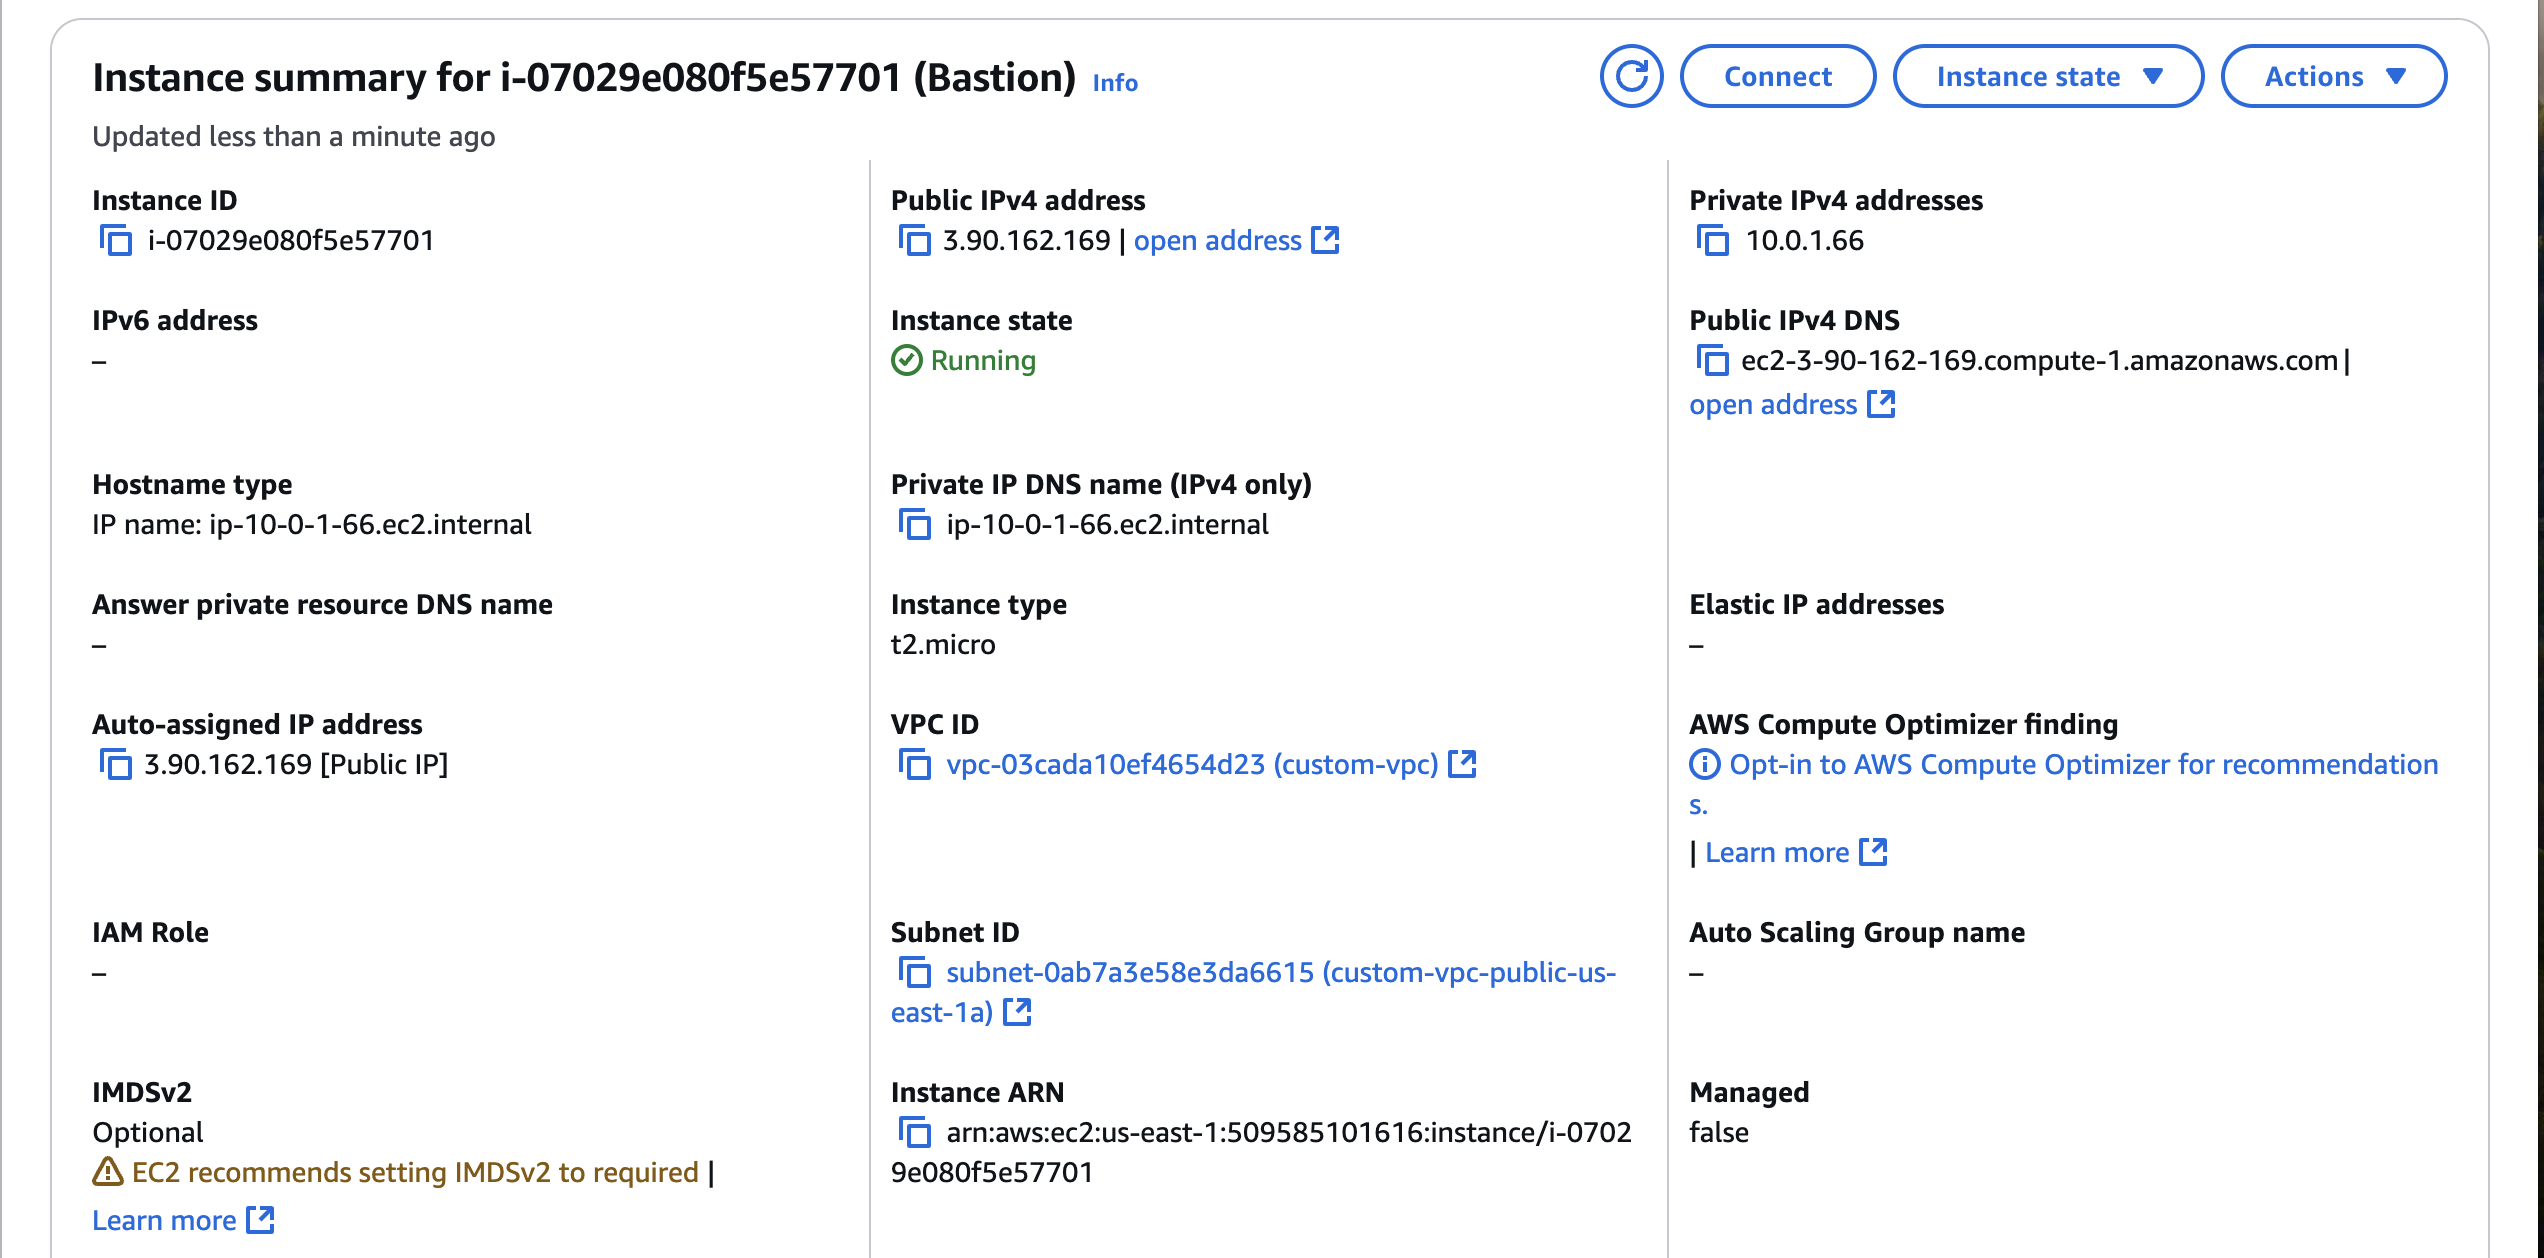 Instance summary for i-07029e080f5e57701 (Bastion) Info
Connect
Instance state
Actions
Updated less than a minute ago
Instance ID
i-07029e080f5e57701
Public IPv4 address
3.90.162.169 | open address
Private IPv4 addresses
10.0.1.66
IPv6 address
–
Instance state
Running
Public IPv4 DNS
ec2-3-90-162-169.compute-1.amazonaws.com |
open address
Hostname type
IP name: ip-10-0-1-66.ec2.internal
Private IP DNS name (IPv4 only)
ip-10-0-1-66.ec2.internal
Answer private resource DNS name
–
Instance type
t2.micro
Elastic IP addresses
–
Auto-assigned IP address
3.90.162.169 [Public IP]
VPC ID
vpc-03cada10ef4654d23 (custom-vpc)
AWS Compute Optimizer finding
Opt-in to AWS Compute Optimizer for recommendation
s.
| Learn more
IAM Role
–
Subnet ID
subnet-0ab7a3e58e3da6615 (custom-vpc-public-us-
east-1a)
Auto Scaling Group name
–
IMDSv2
Optional
EC2 recommends setting IMDSv2 to required |
Learn more
Instance ARN
arn:aws:ec2:us-east-1:509585101616:instance/i-0702
9e080f5e57701
Managed
false